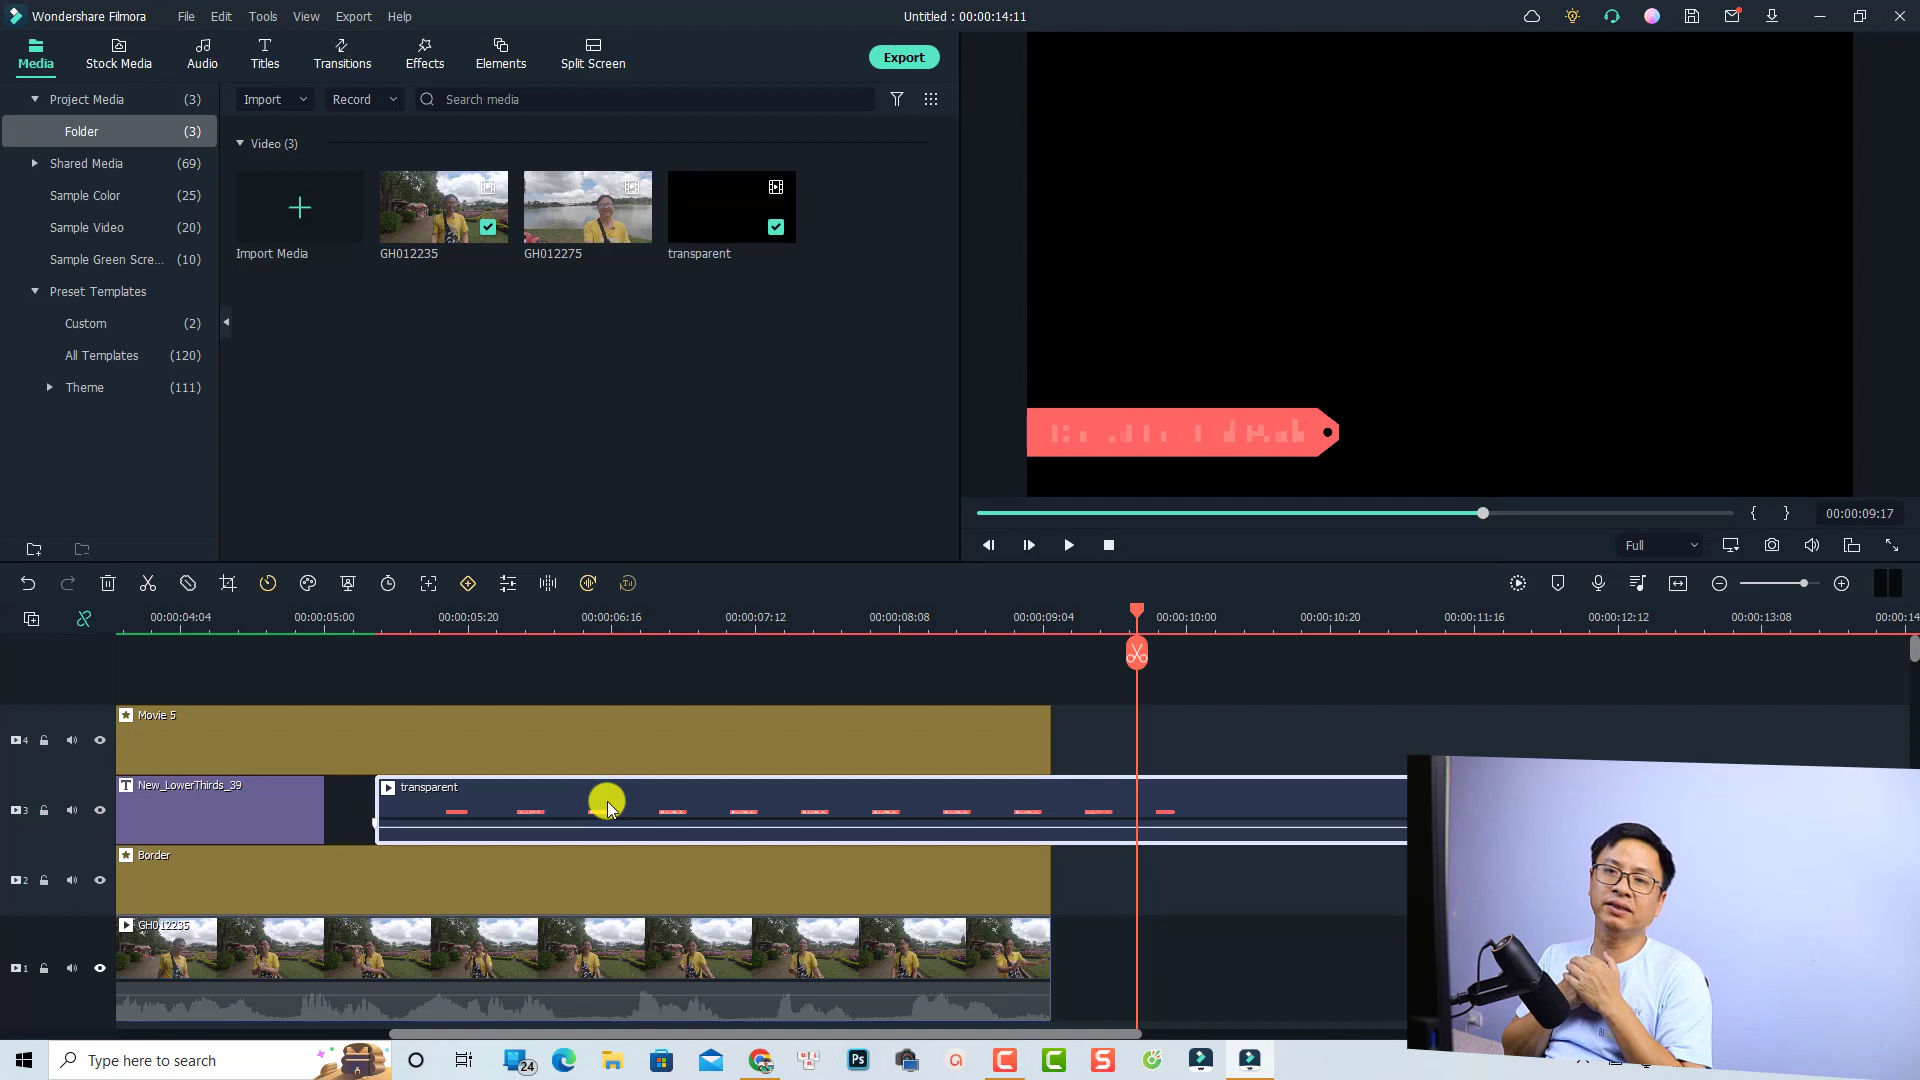 Wondershare Filmora
File
Edit
Tools
View
Export
Help
Untitled : 00:00:14:11
Media
Stock Media
Audio
Titles
Transitions
Effects
Elements
Split Screen
Export
Project Media (3)
Folder (3)
Shared Media (69)
Sample Color (25)
Sample Video (20)
Sample Green Scre... (10)
Preset Templates
Custom (2)
All Templates (120)
Theme (111)
Import
Record
Search media
Video (3)
Import Media
GH012235
GH012275
transparent
00:00:09:17
Full
00:00:04:04
00:00:05:00
00:00:05:20
00:00:06:16
00:00:07:12
00:00:08:08
00:00:09:04
00:00:10:00
00:00:10:20
00:00:11:16
00:00:12:12
00:00:13:08
00:00:14
4
Movie 5
3
New_LowerThirds_39
transparent
2
Border
1
GH012235
Type here to search
24
Ps